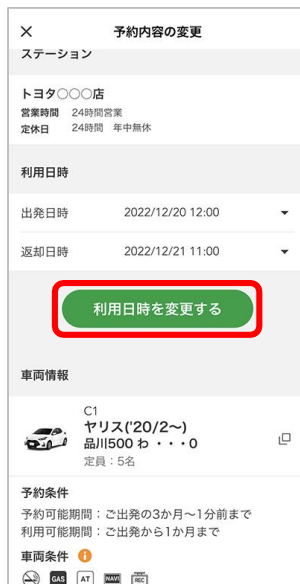 予約内容の変更
ステーション
トヨタ○○○店
営業時間 24時間営業
定休日 24時間 年中無休
利用日時
出発日時 2022/12/20 12:00
返却日時 2022/12/21 11:00
利用日時を変更する
車両情報
C1
ヤリス('20/2〜)
品川500 わ ・・・0
定員：5名
予約条件
予約可能期間：ご出発の3か月〜1分前まで
利用可能期間：ご出発から1か月まで
車両条件
GAS AT NAVI REC